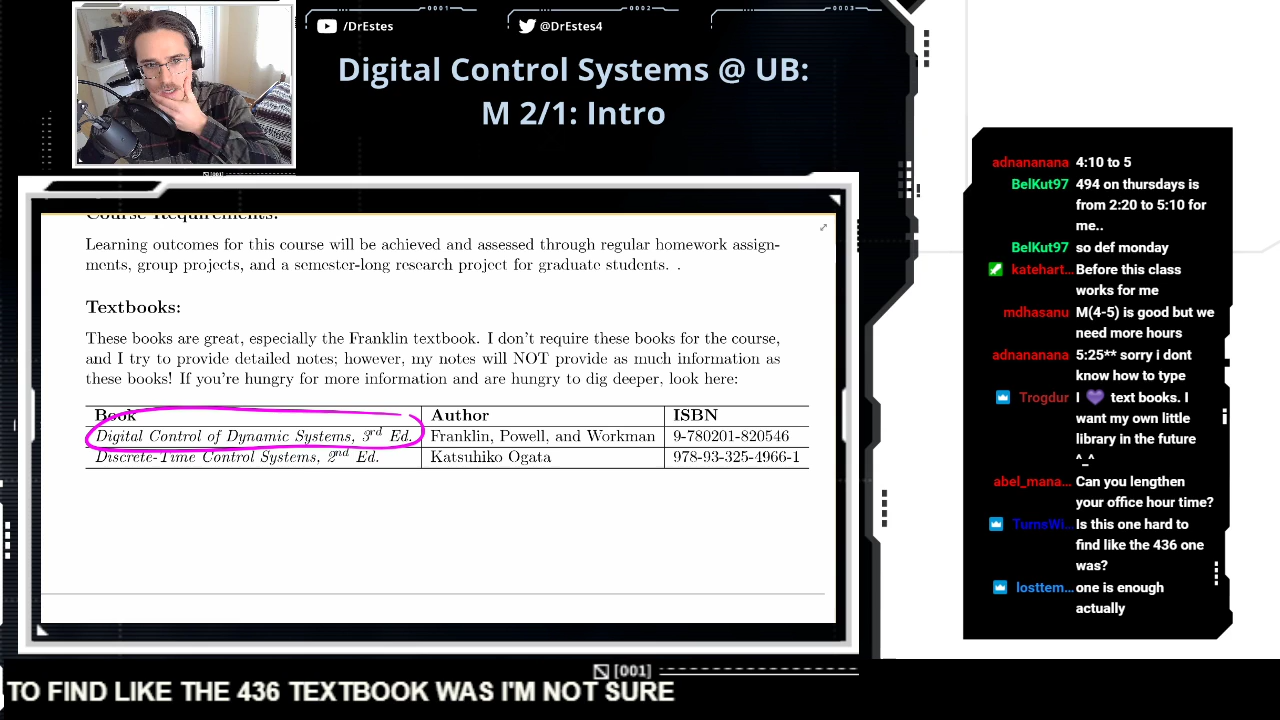 0001
0002
0003
/DrEstes
@DrEstes4
Digital Control Systems @ UB:
M 2/1: Intro
[001]
Course Requirements:
Learning outcomes for this course will be achieved and assessed through regular homework assign-
ments, group projects, and a semester-long research project for graduate students. .
Textbooks:
These books are great, especially the Franklin textbook. I don't require these books for the course,
and I try to provide detailed notes; however, my notes will NOT provide as much information as
these books! If you're hungry for more information and are hungry to dig deeper, look here:
Book Author ISBN
Digital Control of Dynamic Systems, 3rd Ed. Franklin, Powell, and Workman 9-780201-820546
Discrete-Time Control Systems, 2nd Ed. Katsuhiko Ogata 978-93-325-4966-1
adnananana 4:10 to 5
BelKut97 494 on thursdays is
from 2:20 to 5:10 for
me..
BelKut97 so def monday
katehart... Before this class
works for me
mdhasanu M(4-5) is good but we
need more hours
adnananana 5:25** sorry i dont
know how to type
Trogdur I 💜 text books. I
want my own little
library in the future
^_^
abel_mana... Can you lengthen
your office hour time?
TurnsWi... Is this one hard to
find like the 436 one
was?
losttem... one is enough
actually
[001]
TO FIND LIKE THE 436 TEXTBOOK WAS I'M NOT SURE